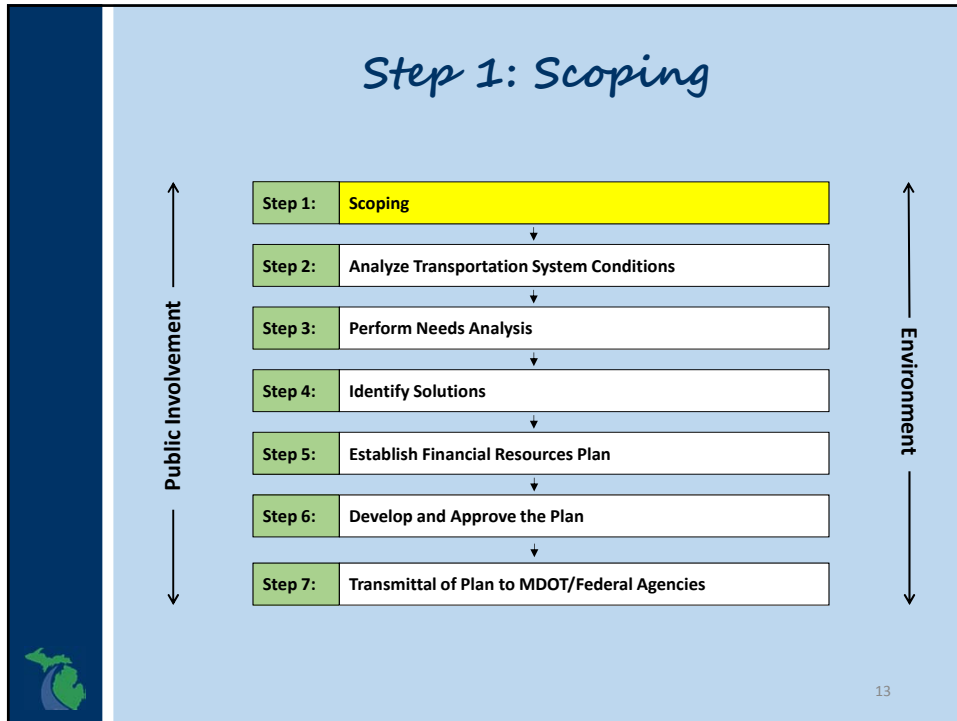 Step 1: Scoping
Public Involvement
Step 1: Scoping
Step 2: Analyze Transportation System Conditions
Step 3: Perform Needs Analysis
Step 4: Identify Solutions
Step 5: Establish Financial Resources Plan
Step 6: Develop and Approve the Plan
Step 7: Transmittal of Plan to MDOT/Federal Agencies
Environment
13